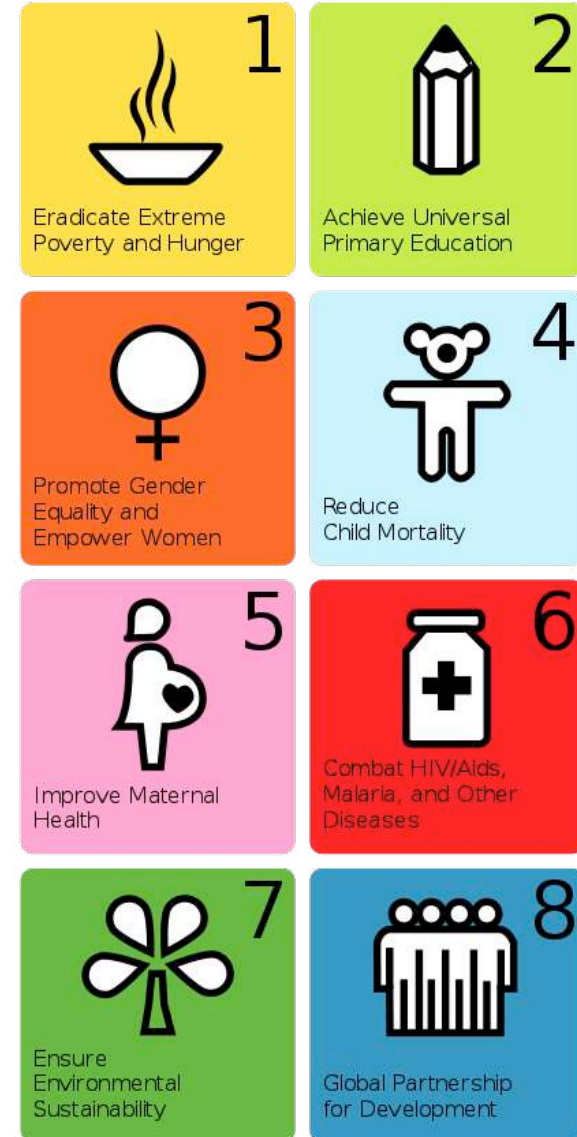 1
Eradicate Extreme
Poverty and Hunger
2
Achieve Universal
Primary Education
3
Promote Gender
Equality and
Empower Women
4
Reduce
Child Mortality
5
Improve Maternal
Health
6
Combat HIV/Aids,
Malaria, and Other
Diseases
7
Ensure
Environmental
Sustainability
8
Global Partnership
for Development